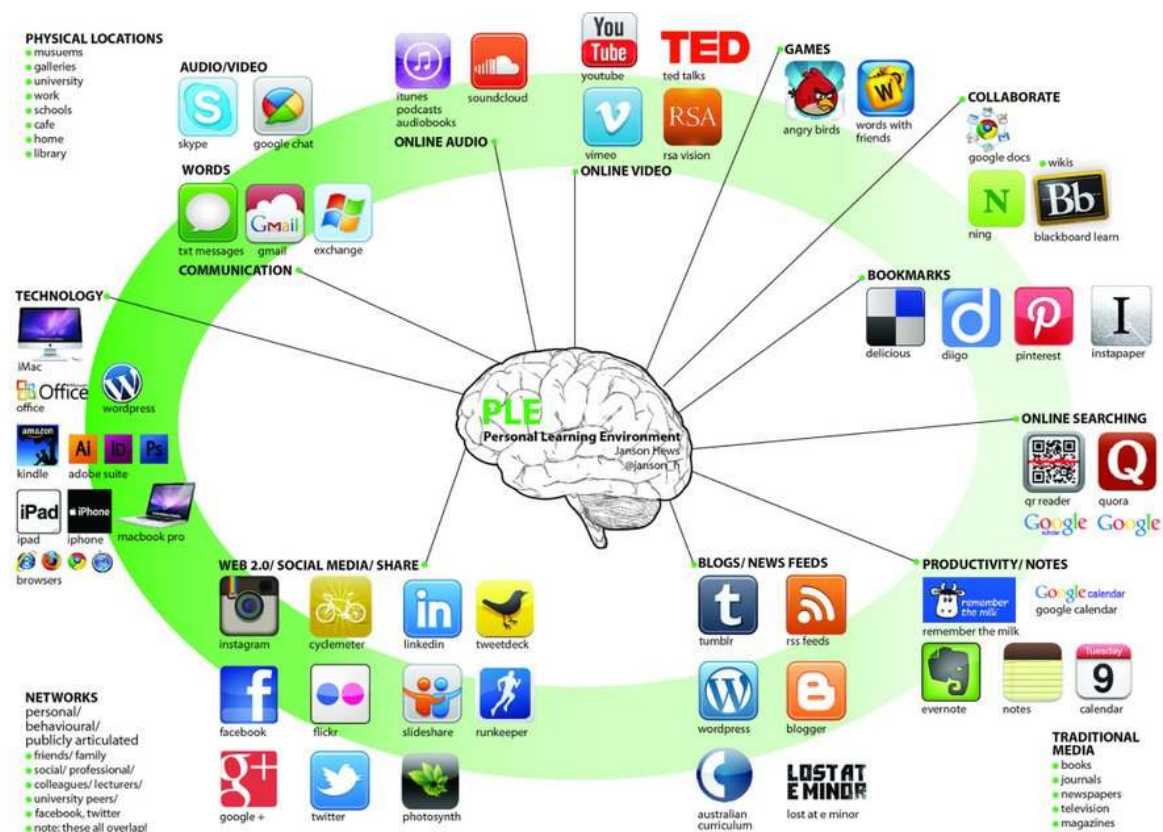 PHYSICAL LOCATIONS
musuems
galleries
university
work
schools
cafe
home
library
AUDIO/VIDEO
skype
google chat
WORDS
txt messages
Gmail
gmail
exchange
COMMUNICATION
itunes
podcasts
audiobooks
soundcloud
ONLINE AUDIO
You
Tube
youtube
TED
ted talks
vimeo
RSA
rsa vision
ONLINE VIDEO
GAMES
angry birds
W
words with
friends
COLLABORATE
google docs
wikis
N
ning
Bb
blackboard learn
BOOKMARKS
delicious
d
diigo
pinterest
I
instapaper
TECHNOLOGY
iMac
Office
office
wordpress
amazon
kindle
kindle
Ai
ID
Ps
adobe suite
iPad
ipad
iPhone
iphone
macbook pro
browsers
PLE
Personal Learning Environment
Janson Hews
@janson_h
ONLINE SEARCHING
qr reader
Q
quora
Google
scholar
Google
WEB 2.0/ SOCIAL MEDIA/ SHARE
instagram
cyclemeter
in
linkedin
tweetdeck
f
facebook
flickr
slideshare
runkeeper
g+
google +
twitter
photosynth
BLOGS/ NEWS FEEDS
t
tumblr
rss feeds
wordpress
blogger
australian
curriculum
LOST AT
E MINOR
lost at e minor
PRODUCTIVITY/ NOTES
remember
the milk
remember the milk
Google calendar
google calendar
evernote
notes
Tuesday
9
calendar
NETWORKS
personal/
behavioural/
publicly articulated
friends/ family
social/ professional/
colleagues/ lecturers/
university peers/
facebook, twitter
note: these all overlap!
TRADITIONAL
MEDIA
books
journals
newspapers
television
magazines